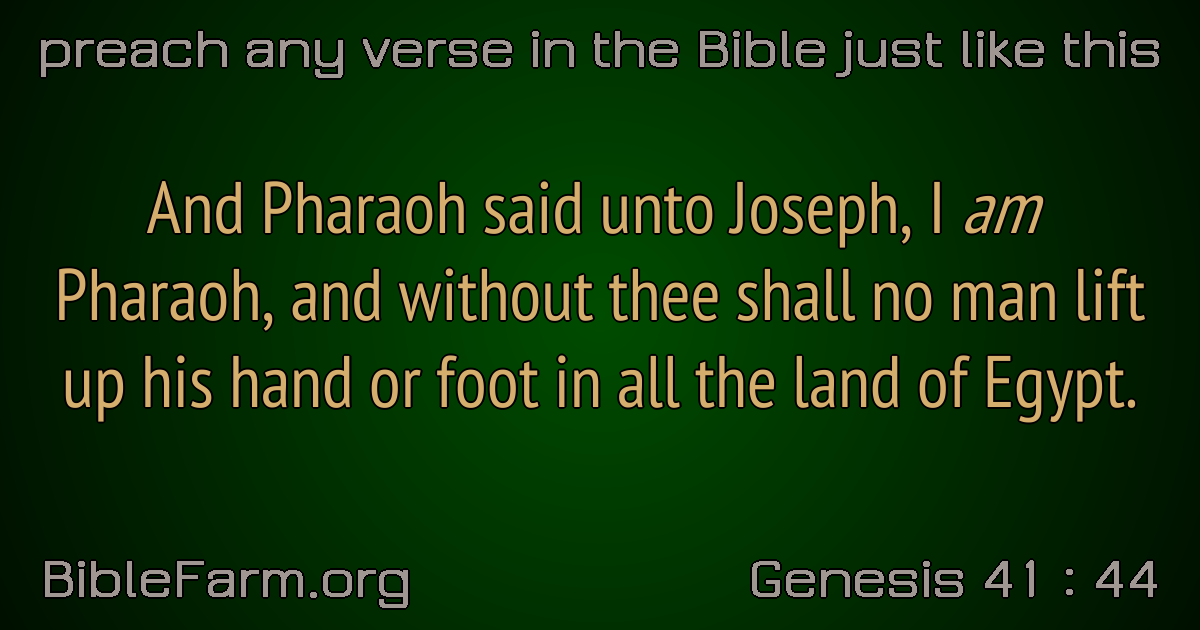 preach any verse in the Bible just like this
And Pharaoh said unto Joseph, I am
Pharaoh, and without thee shall no man lift
up his hand or foot in all the land of Egypt.
BibleFarm.org
Genesis 41 : 44